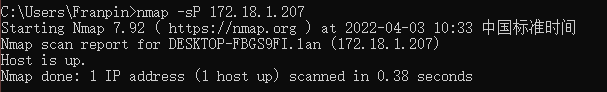 C:\Users\Franpin>nmap -sP 172.18.1.207
Starting Nmap 7.92 ( https://nmap.org ) at 2022-04-03 10:33 中国标准时间
Nmap scan report for DESKTOP-FBGS9FI.lan (172.18.1.207)
Host is up.
Nmap done: 1 IP address (1 host up) scanned in 0.38 seconds